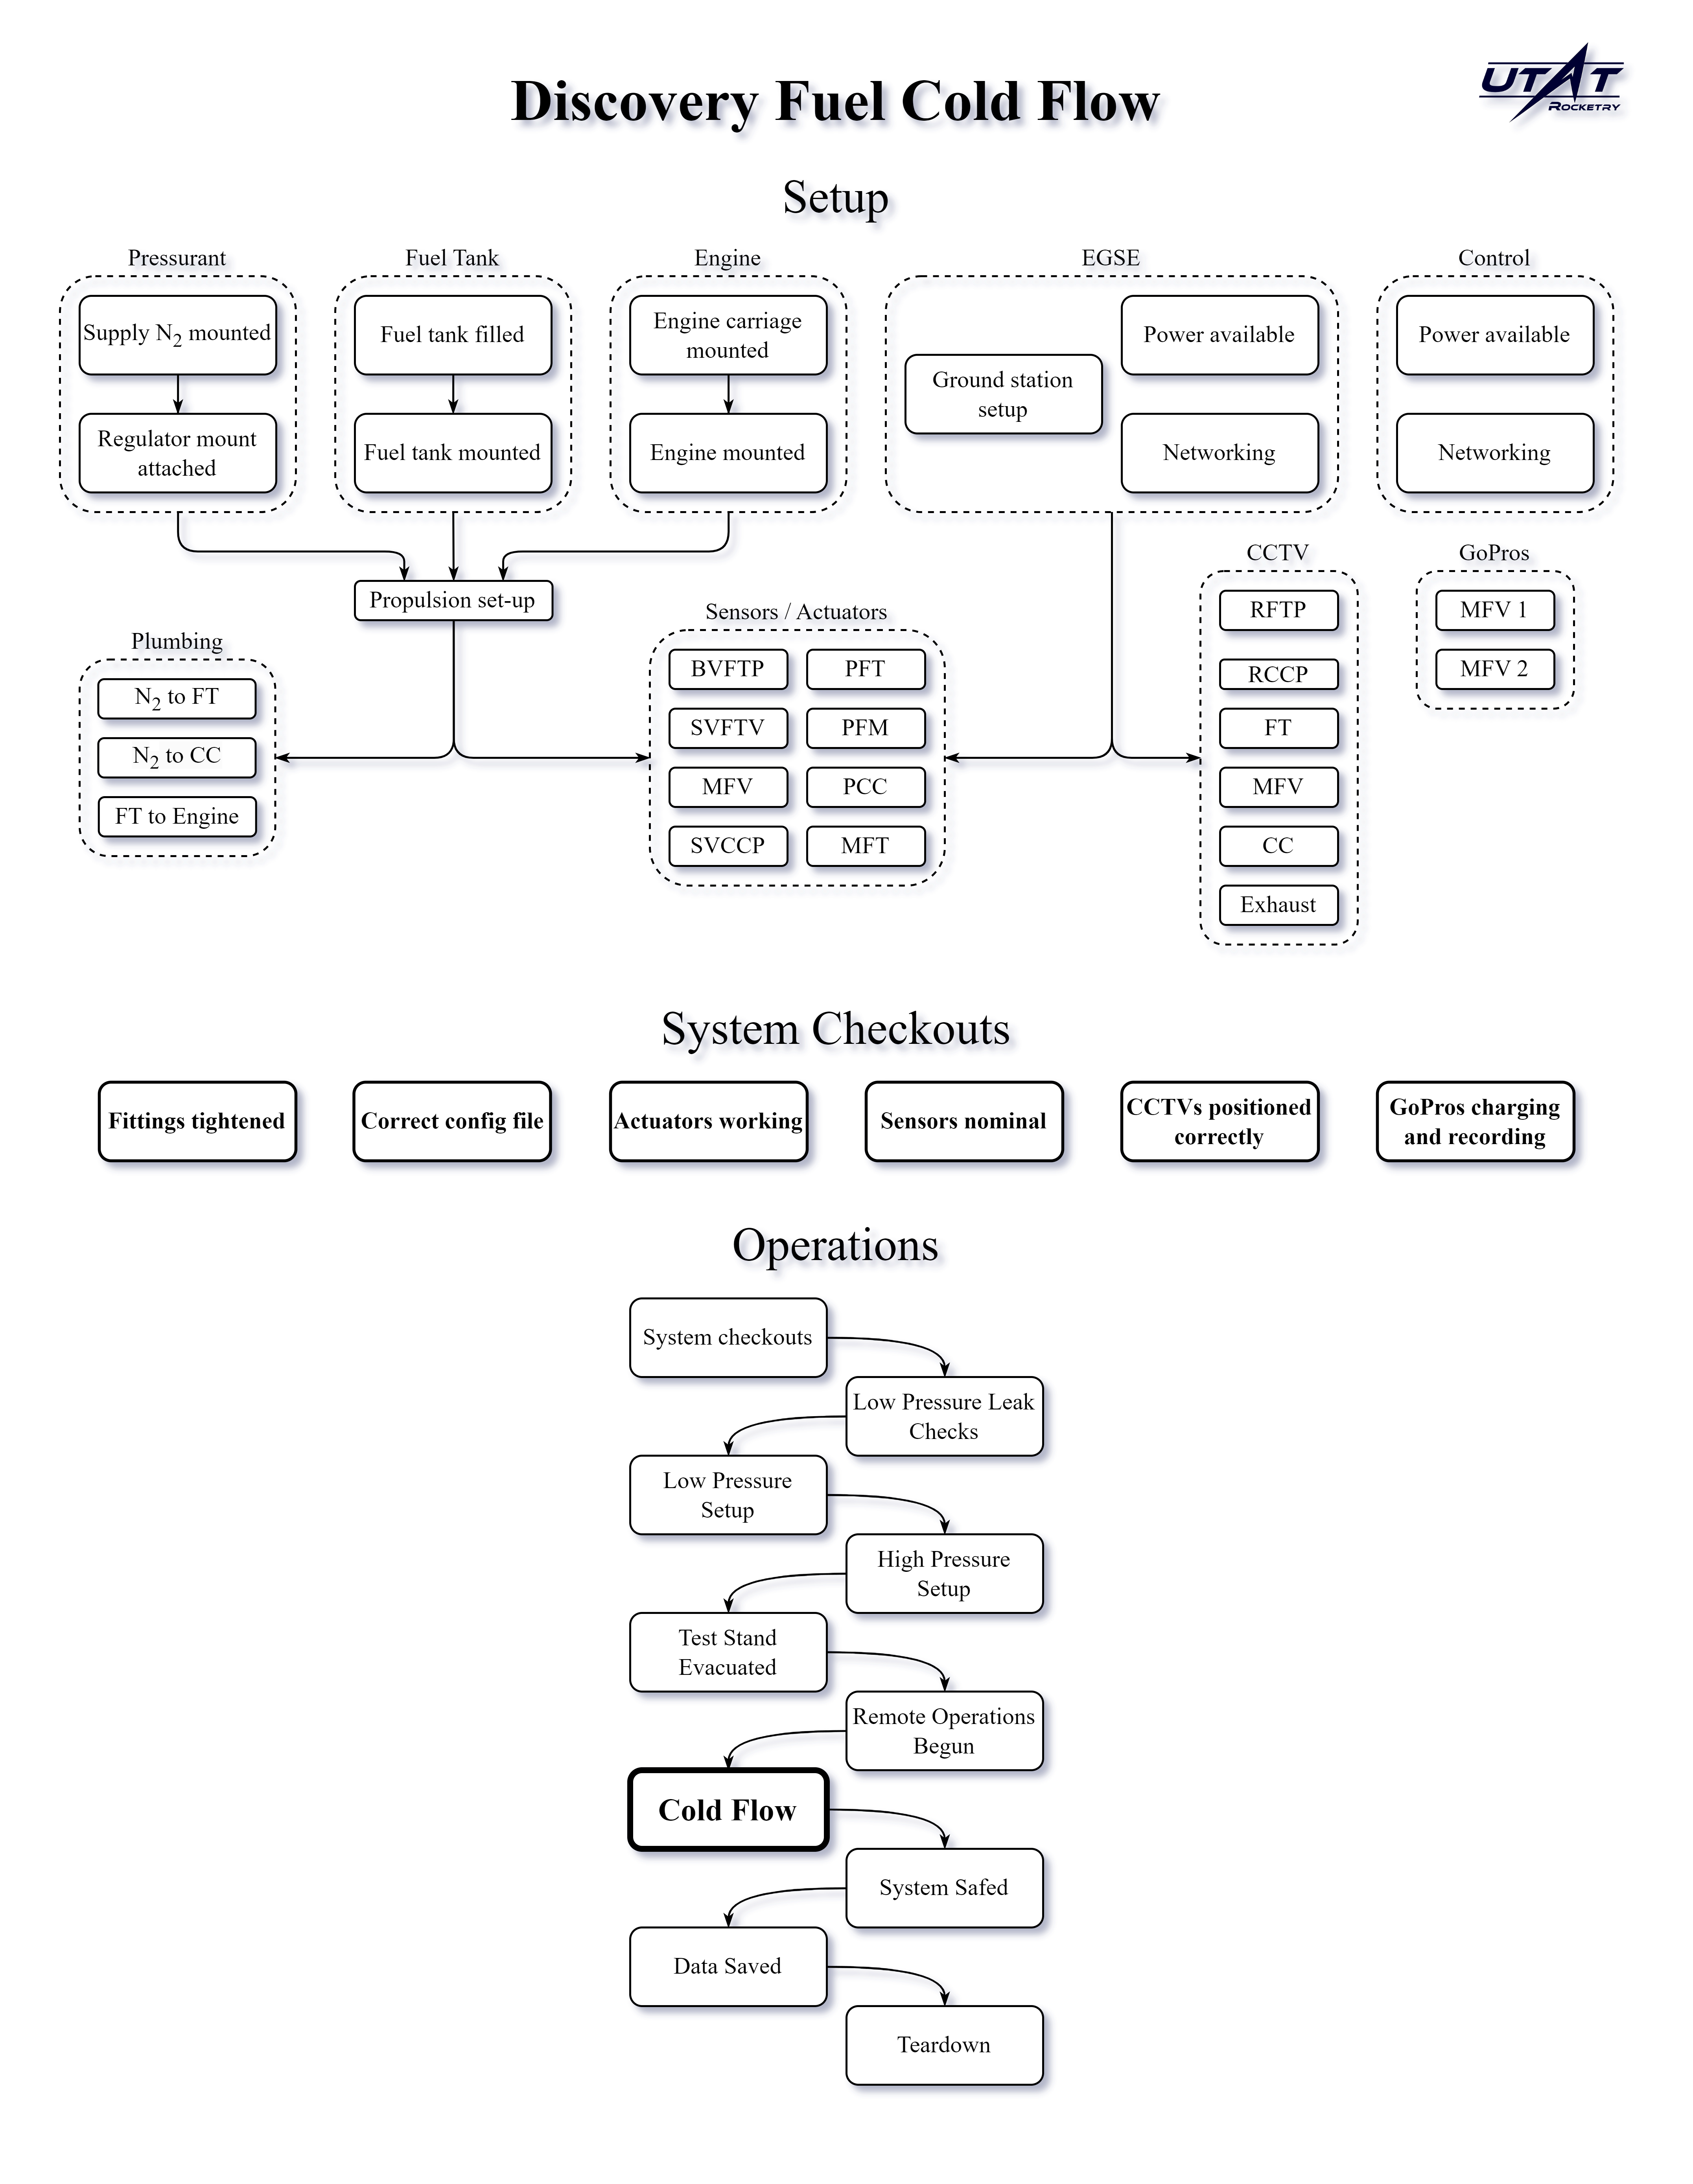 UTAT
ROCKETRY
Discovery Fuel Cold Flow
Setup
Pressurant
Supply N2 mounted
Regulator mount
attached
Fuel Tank
Fuel tank filled
Fuel tank mounted
Engine
Engine carriage
mounted
Engine mounted
EGSE
Ground station
setup
Power available
Networking
Control
Power available
Networking
Propulsion set-up
Plumbing
N2 to FT
N2 to CC
FT to Engine
Sensors / Actuators
BVFTP
PFT
SVFTV
PFM
MFV
PCC
SVCCP
MFT
CCTV
RFTP
RCCP
FT
MFV
CC
Exhaust
GoPros
MFV 1
MFV 2
System Checkouts
Fittings tightened
Correct config file
Actuators working
Sensors nominal
CCTVs positioned
correctly
GoPros charging
and recording
Operations
System checkouts
Low Pressure Leak
Checks
Low Pressure
Setup
High Pressure
Setup
Test Stand
Evacuated
Remote Operations
Begun
Cold Flow
System Safed
Data Saved
Teardown